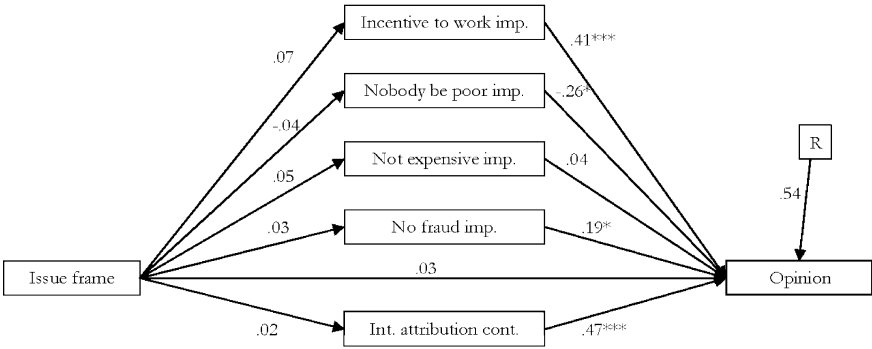 Incentive to work imp.
.07
.41***
Nobody be poor imp.
-.04
-.26*
Not expensive imp.
.05
.04
R
.54
No fraud imp.
.03
.19*
Issue frame
.03
Opinion
Int. attribution cont.
.02
.47***